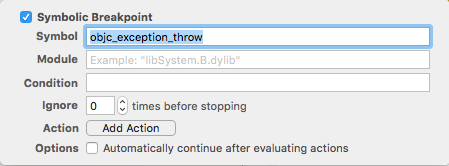 Symbolic Breakpoint
Symbol objc_exception_throw
Module Example: "libSystem.B.dylib"
Condition
Ignore 0 times before stopping
Action Add Action
Options Automatically continue after evaluating actions